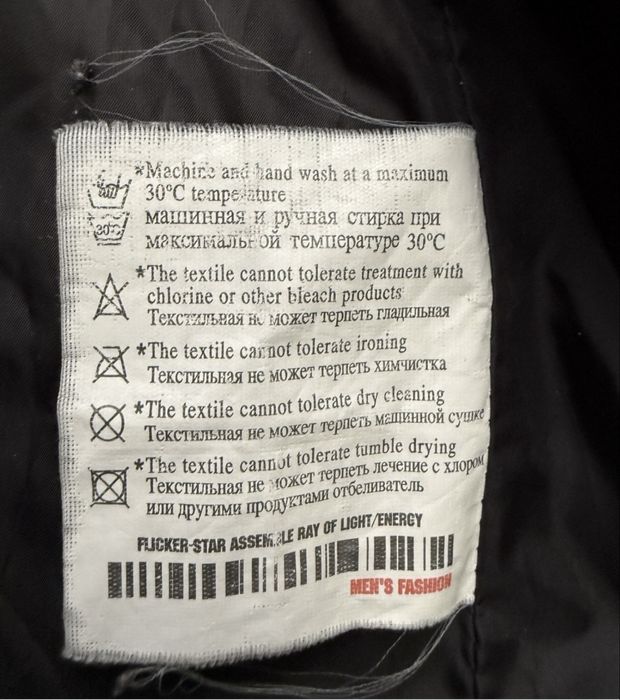 *Machine and hand wash at a maximum
30°C temperature
30°C
машинная и ручная стирка при
максимальной температуре 30°C
*The textile cannot tolerate treatment with
chlorine or other bleach products
Текстильная не может терпеть гладильная
*The textile cannot tolerate ironing
Текстильная не может терпеть химчистка
*The textile cannot tolerate dry cleaning
Текстильная не может терпеть машинной сушке
*The textile cannot tolerate tumble drying
Текстильная не может терпеть лечение с хлором
или другими продуктами отбеливатель
FLICKER-STAR ASSEMBLE RAY OF LIGHT/ENERGY
MEN'S FASHION